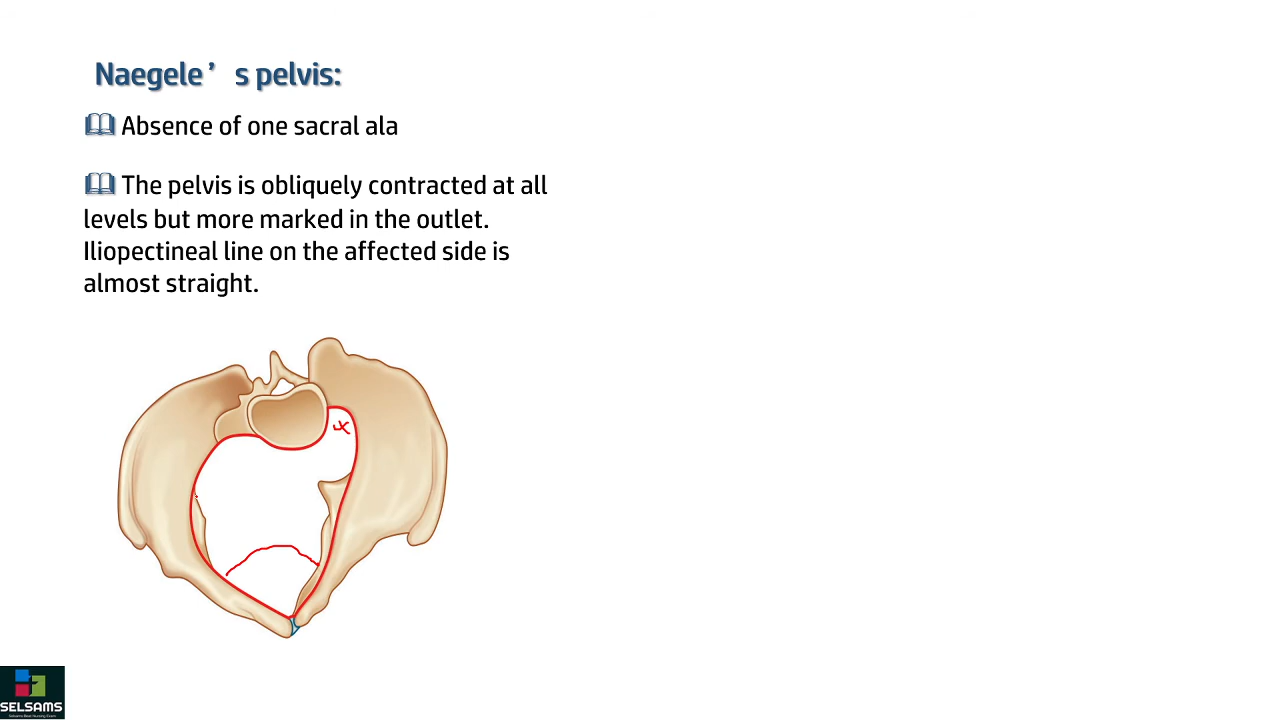 Naegele’ s pelvis:
Absence of one sacral ala
The pelvis is obliquely contracted at all
levels but more marked in the outlet.
Iliopectineal line on the affected side is
almost straight.
SELSAMS